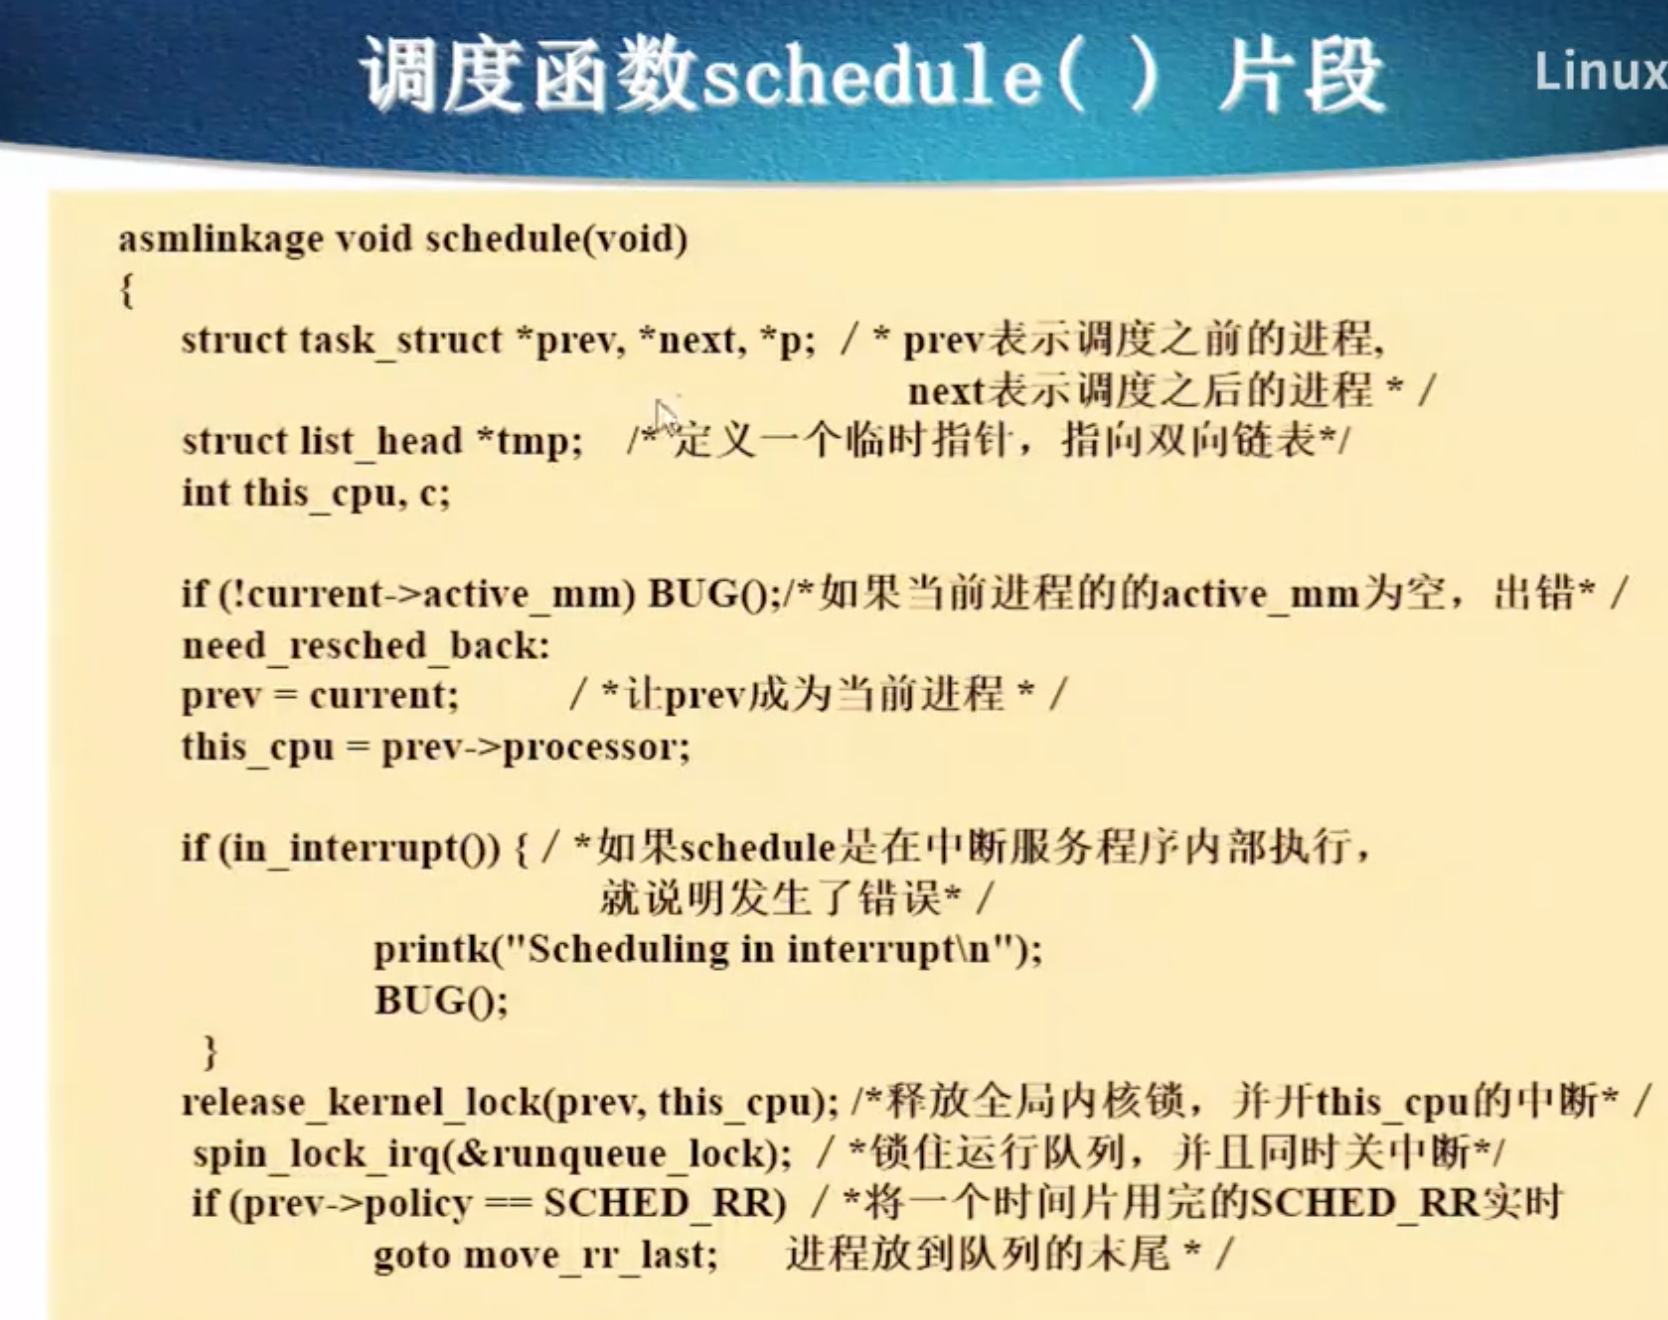 调度函数schedule( ) 片段
Linux
asmlinkage void schedule(void)
{
struct task_struct *prev, *next, *p; / * prev表示调度之前的进程,
next表示调度之后的进程 * /
struct list_head *tmp; /* 定义一个临时指针，指向双向链表*/
int this_cpu, c;
if (!current->active_mm) BUG();/*如果当前进程的的active_mm为空，出错* /
need_resched_back:
prev = current; / *让prev成为当前进程 * /
this_cpu = prev->processor;
if (in_interrupt()) { / *如果schedule是在中断服务程序内部执行，
就说明发生了错误* /
printk("Scheduling in interrupt\n");
BUG();
}
release_kernel_lock(prev, this_cpu); /*释放全局内核锁，并开this_cpu的中断* /
spin_lock_irq(&runqueue_lock); / *锁住运行队列，并且同时关中断*/
if (prev->policy == SCHED_RR) / *将一个时间片用完的SCHED_RR实时
goto move_rr_last; 进程放到队列的末尾 * /